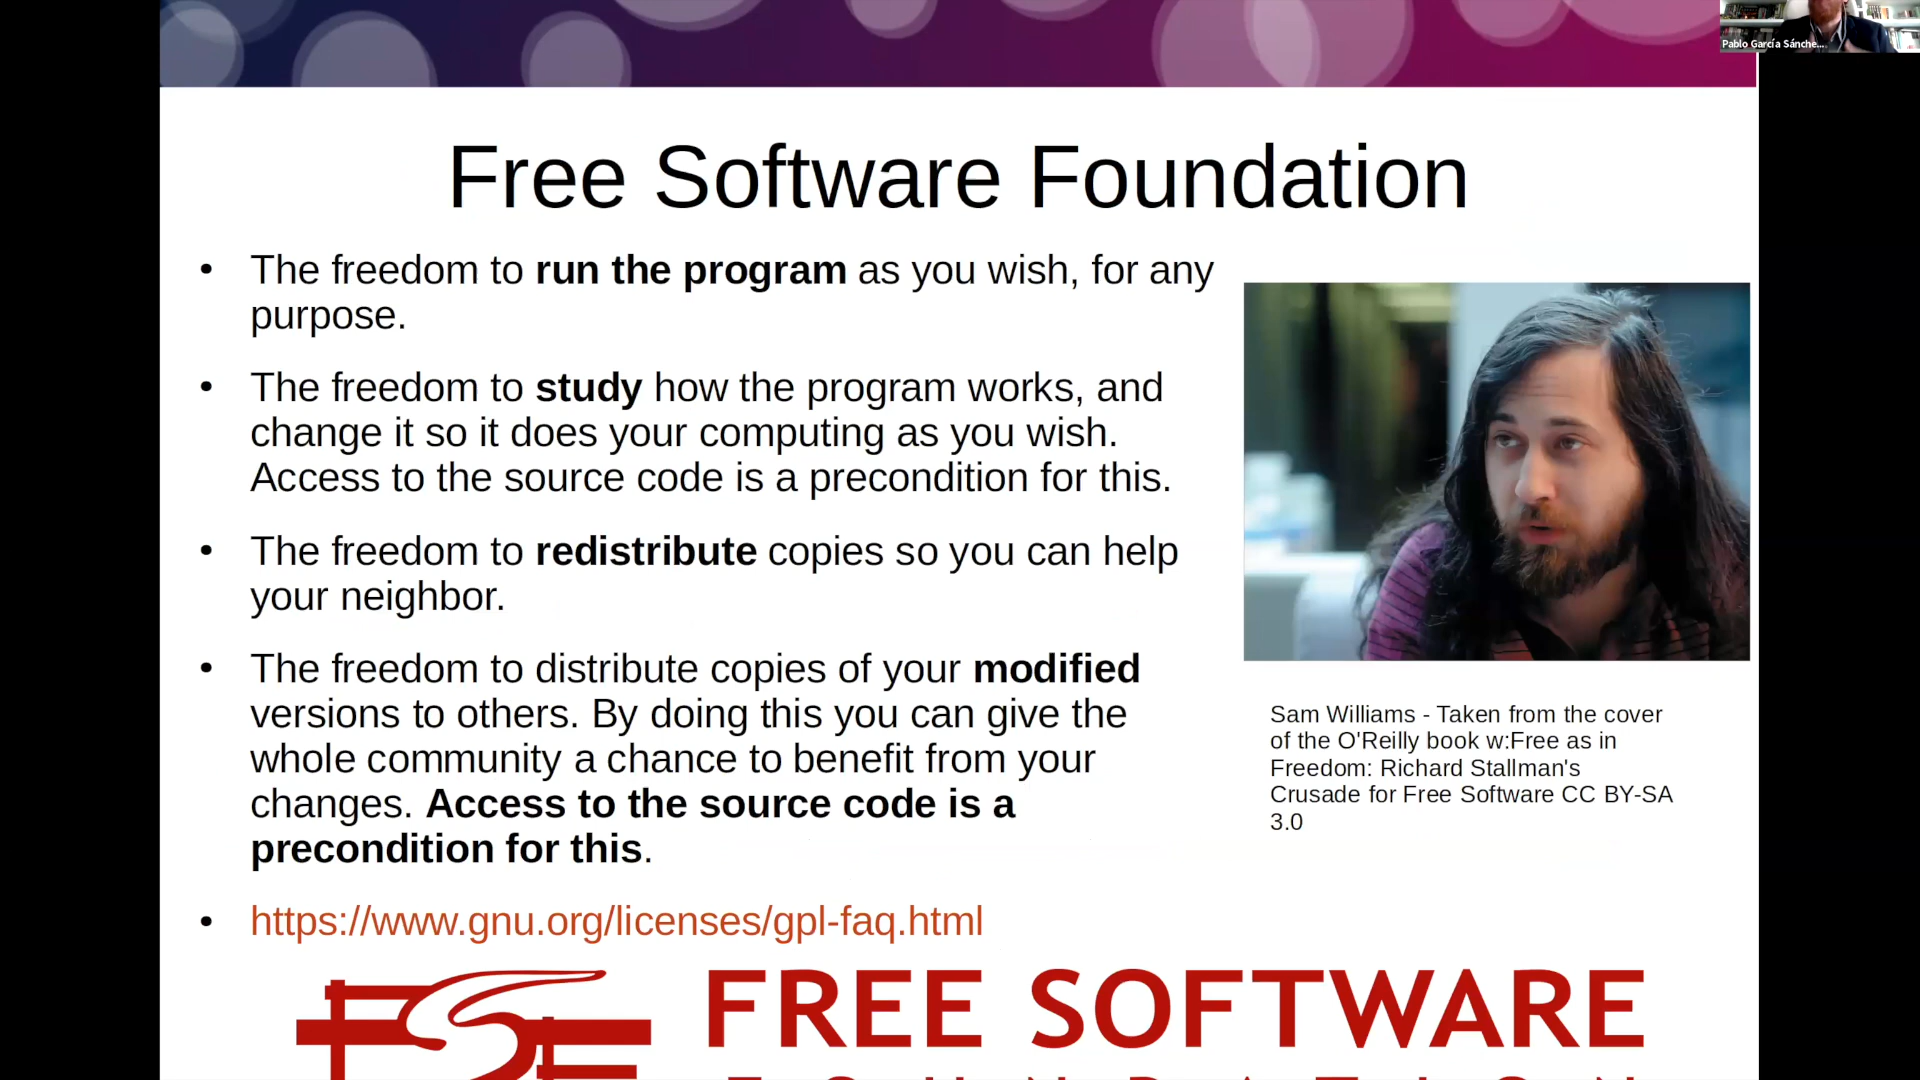 Pablo García Sánche...
Free Software Foundation
• The freedom to run the program as you wish, for any
purpose.
• The freedom to study how the program works, and
change it so it does your computing as you wish.
Access to the source code is a precondition for this.
• The freedom to redistribute copies so you can help
your neighbor.
• The freedom to distribute copies of your modified
versions to others. By doing this you can give the
whole community a chance to benefit from your
changes. Access to the source code is a
precondition for this.
• https://www.gnu.org/licenses/gpl-faq.html
Sam Williams - Taken from the cover
of the O'Reilly book w:Free as in
Freedom: Richard Stallman's
Crusade for Free Software CC BY-SA
3.0
FREE SOFTWARE